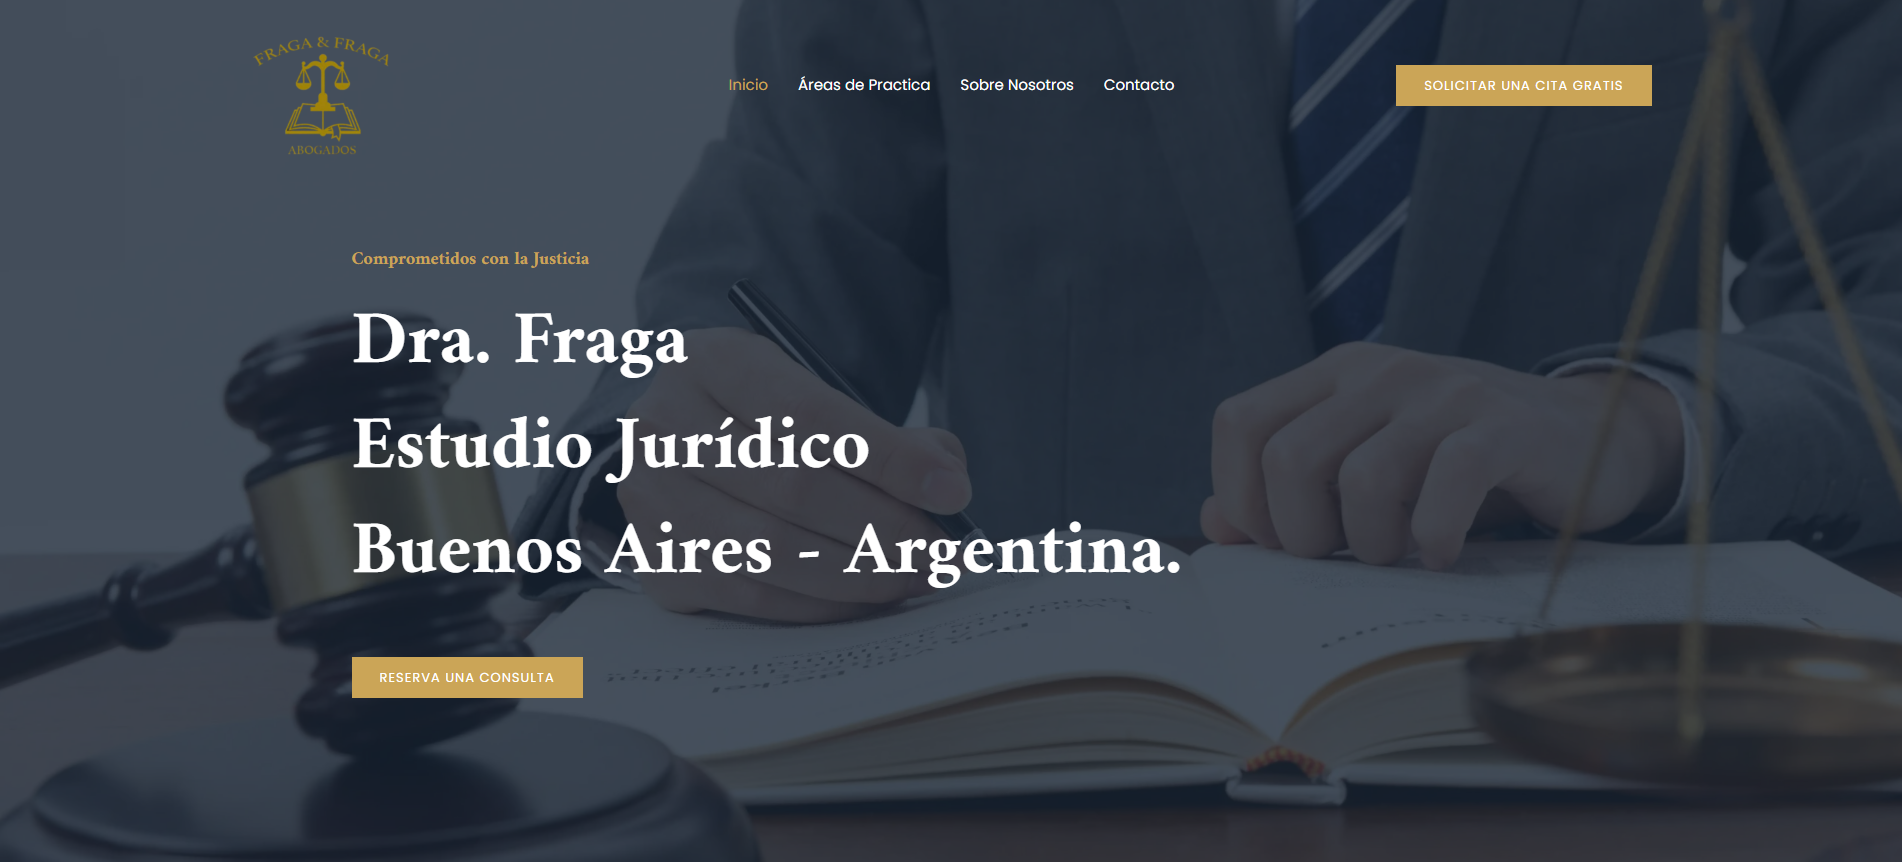 FRAGA & FRAGA
ABOGADOS
Inicio
Áreas de Practica
Sobre Nosotros
Contacto
SOLICITAR UNA CITA GRATIS
Comprometidos con la Justicia
Dra. Fraga
Estudio Jurídico
Buenos Aires - Argentina.
RESERVA UNA CONSULTA